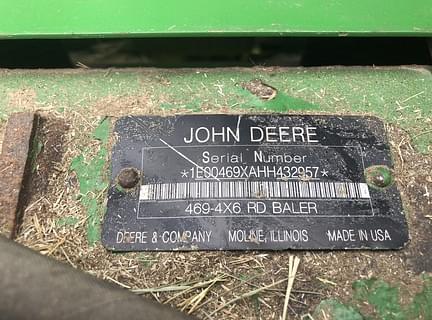 JOHN DEERE
Serial Number
*1E00469XAHH432957*
469-4X6 RD BALER
DEERE & COMPANY MOLINE, ILLINOIS MADE IN USA